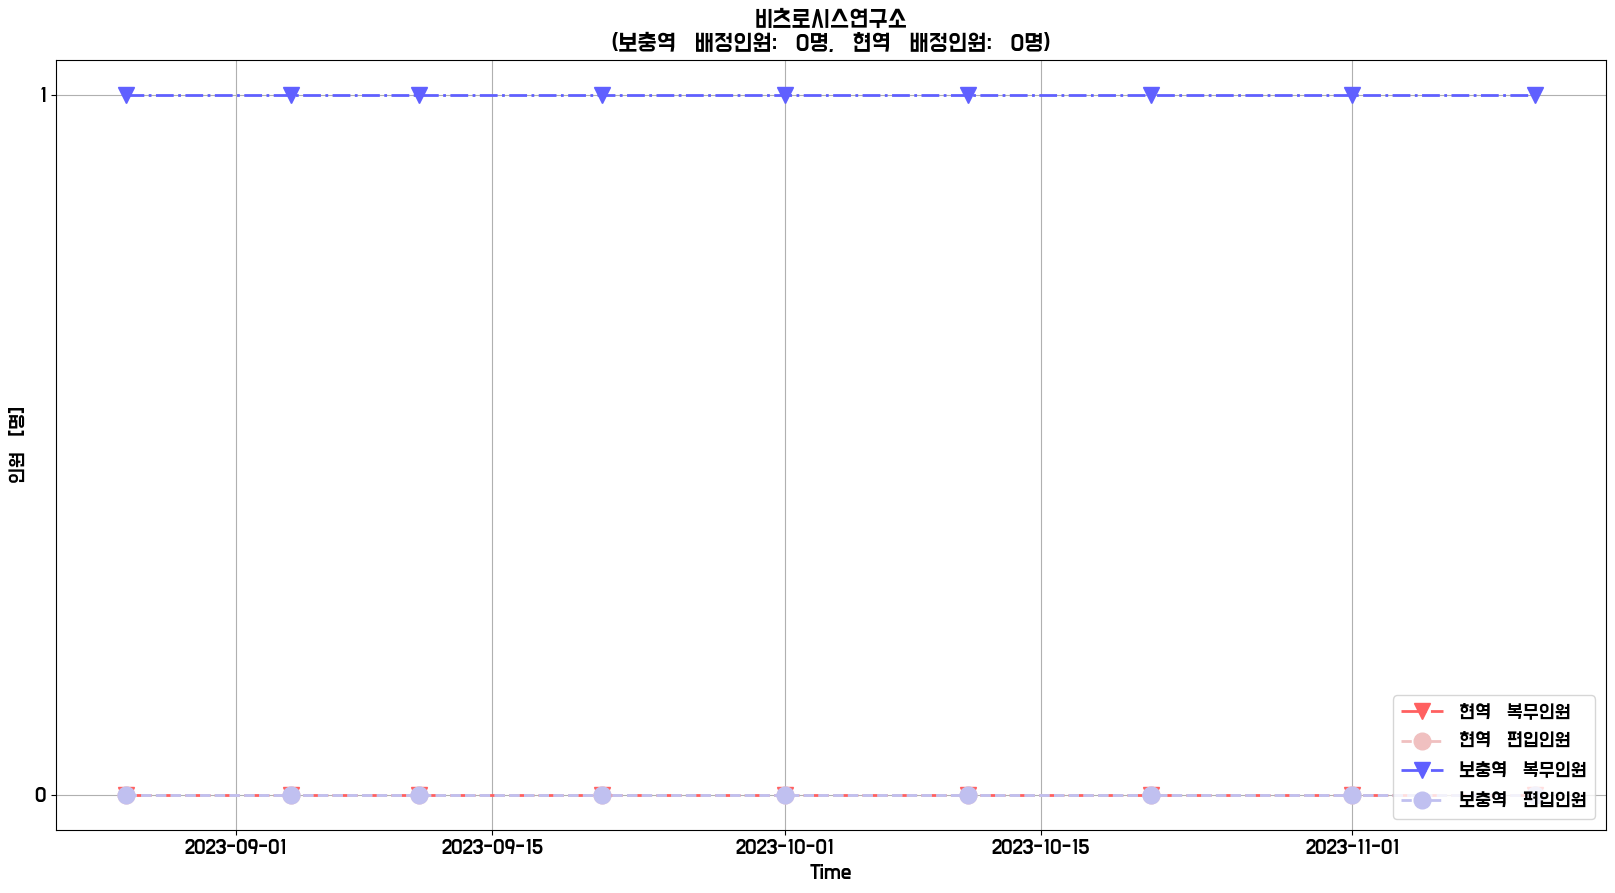 비츠로시스연구소
(보충역 배정인원: 0명, 현역 배정인원: 0명)
1
인원 [명]
0
현역 복무인원
현역 편입인원
보충역 복무인원
보충역 편입인원
2023-09-01 2023-09-15 2023-10-01 2023-10-15 2023-11-01
Time